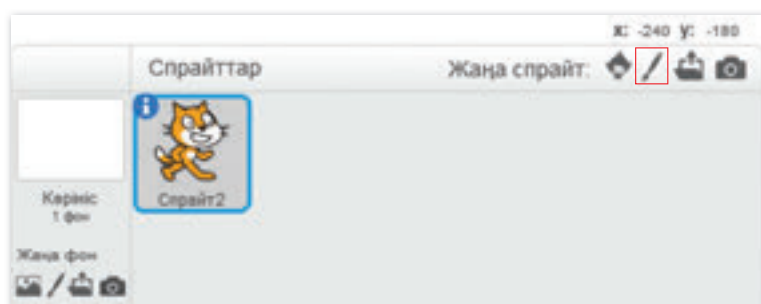 x: -240 y: -180
Спрайттар Жаңа спрайт:
Спрайт2
Көрініс
1 фон
Жаңа фон